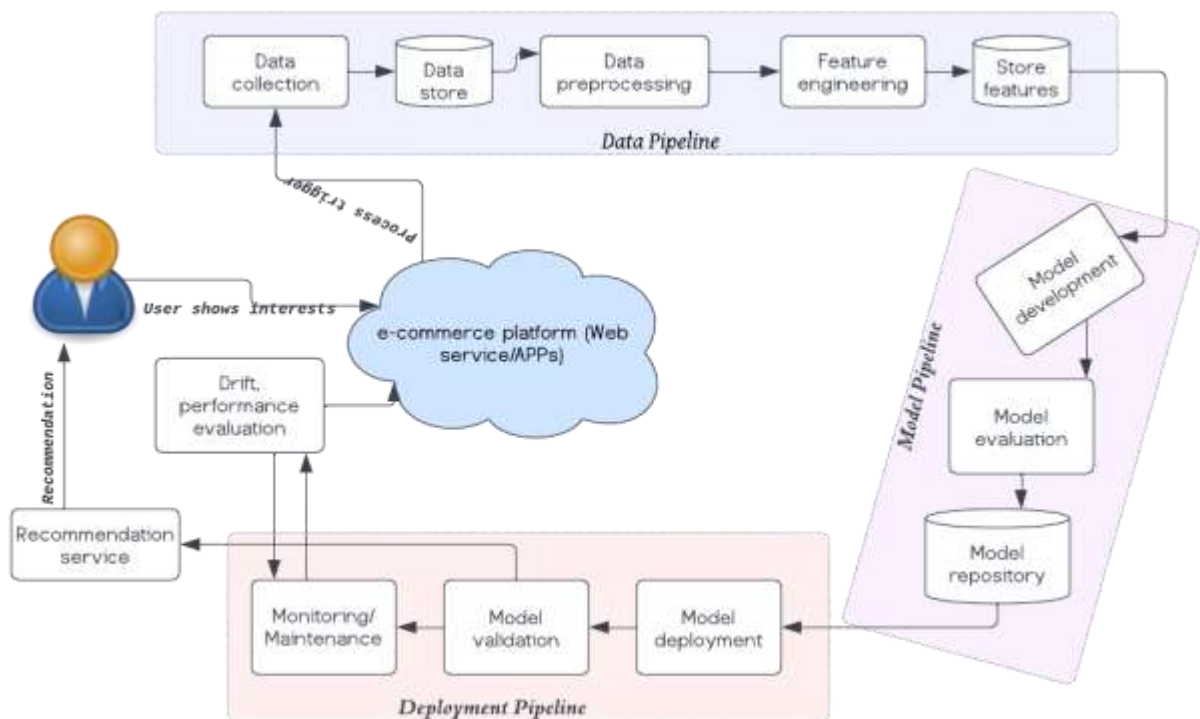 Data
collection
Data
store
Data
preprocessing
Feature
engineering
Store
features
Data Pipeline
process trigger
User shows Interests
e-commerce platform (Web
service/APPs)
Model
development
Model Pipeline
Drift,
performance
evaluation
Model
evaluation
Recommendation
Recommendation
service
Model
repository
Monitoring/
Maintenance
Model
validation
Model
deployment
Deployment Pipeline